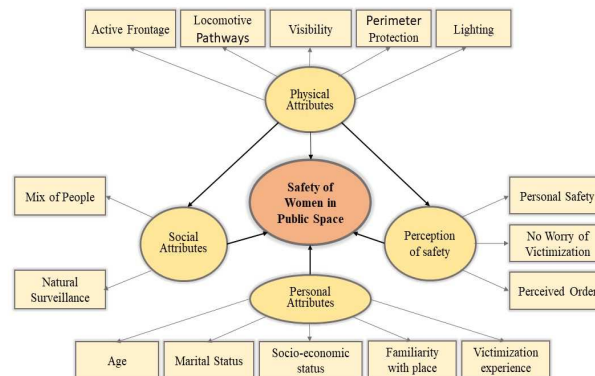 Active Frontage
Locomotive
Pathways
Visibility
Perimeter
Protection
Lighting
Physical
Attributes
Mix of People
Natural
Surveillance
Social
Attributes
Safety of
Women in
Public Space
Perception
of safety
Personal Safety
No Worry of
Victimization
Perceived Order
Personal
Attributes
Age
Marital Status
Socio-economic
status
Familiarity
with place
Victimization
experience